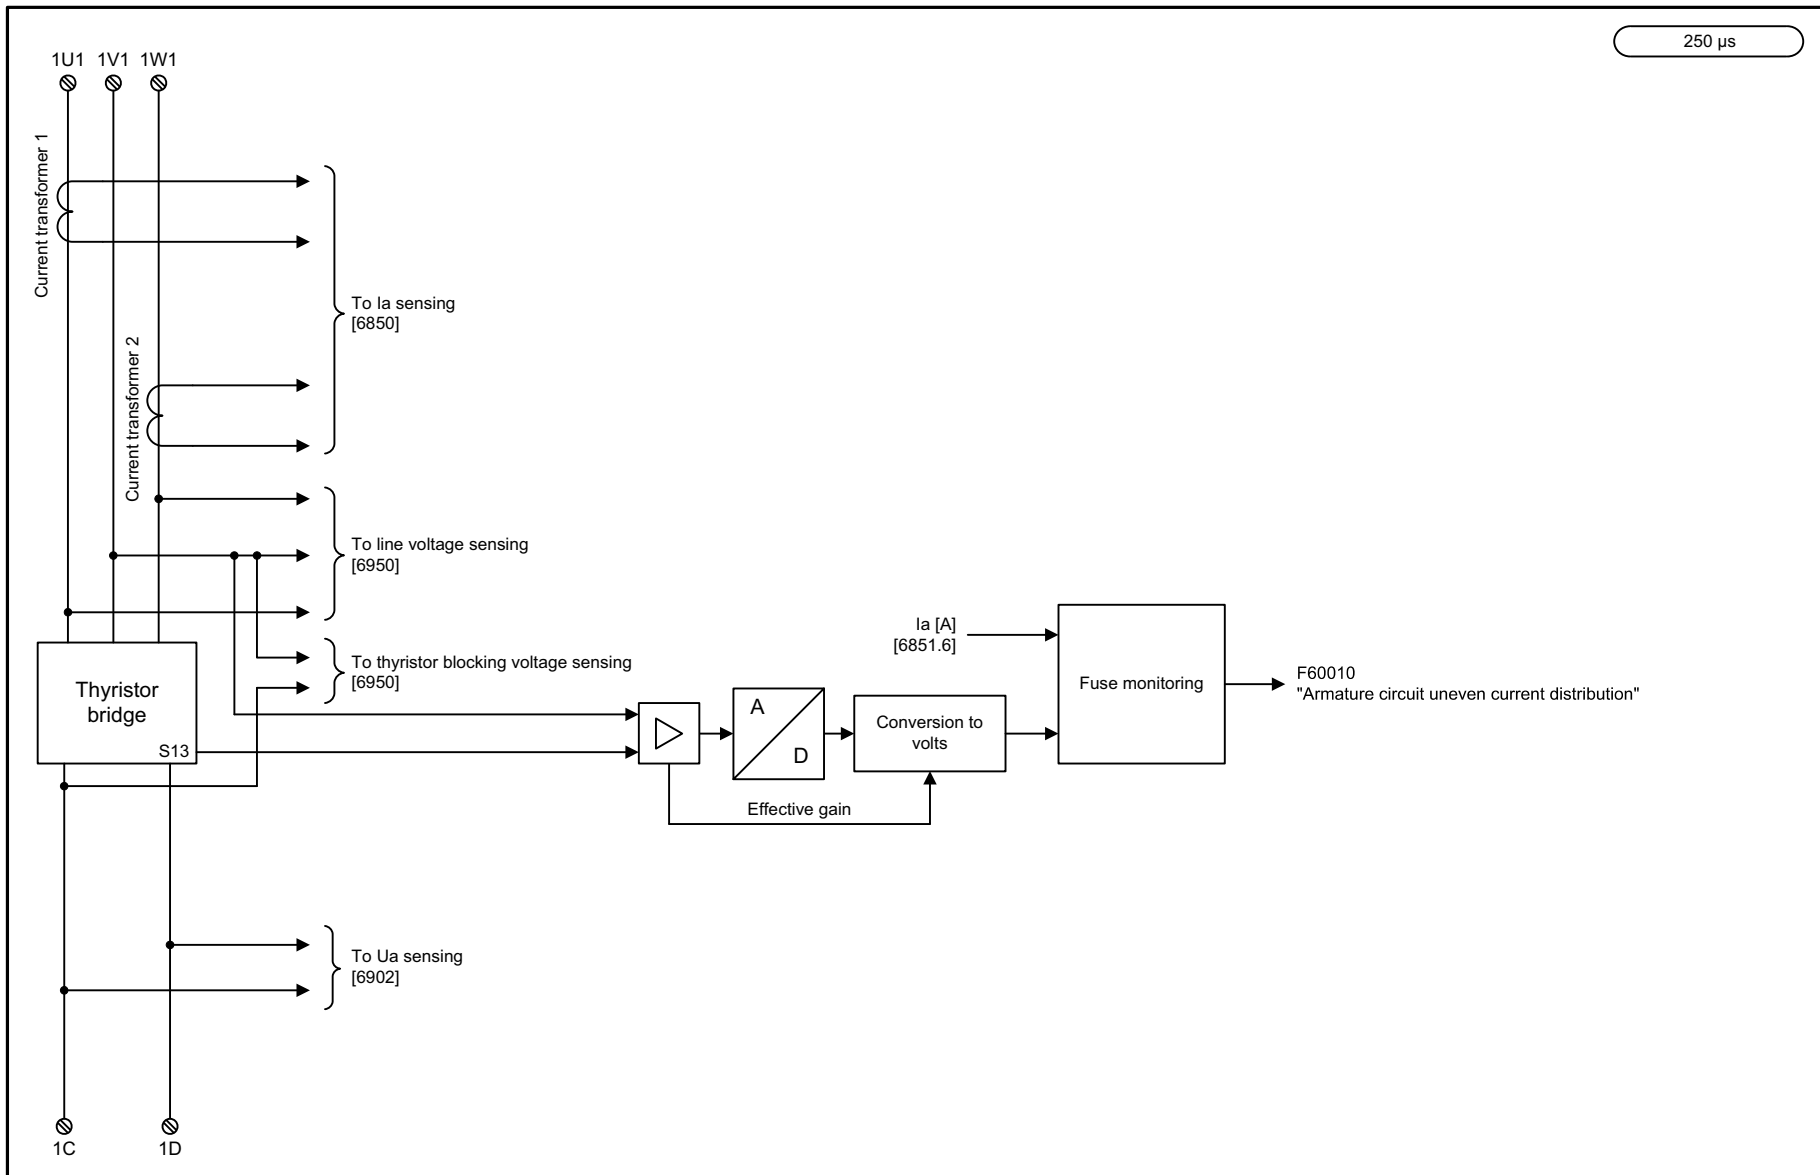 250 µs
1U1 1V1 1W1
Current transformer 1
To Ia sensing
[6850]
Current transformer 2
To line voltage sensing
[6950]
Ia [A]
[6851.6]
To thyristor blocking voltage sensing
[6950]
Thyristor
bridge
S13
Fuse monitoring
F60010
"Armature circuit uneven current distribution"
A
D
Conversion to
volts
Effective gain
To Ua sensing
[6902]
1C 1D